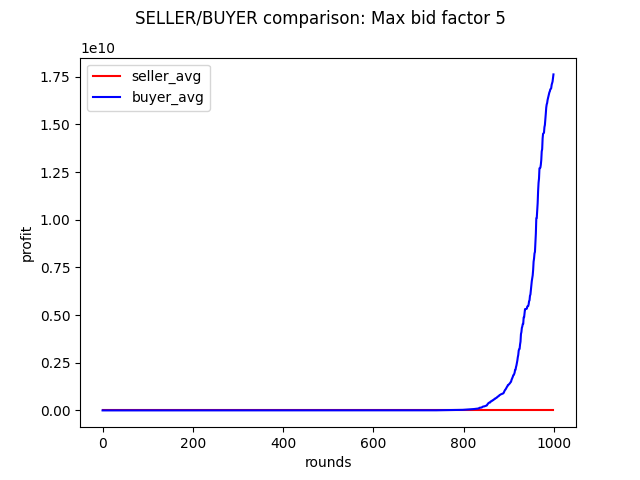 SELLER/BUYER comparison: Max bid factor 5
1e10
seller_avg
buyer_avg
1.75
1.50
1.25
1.00
0.75
0.50
0.25
0.00
profit
0 200 400 600 800 1000
rounds